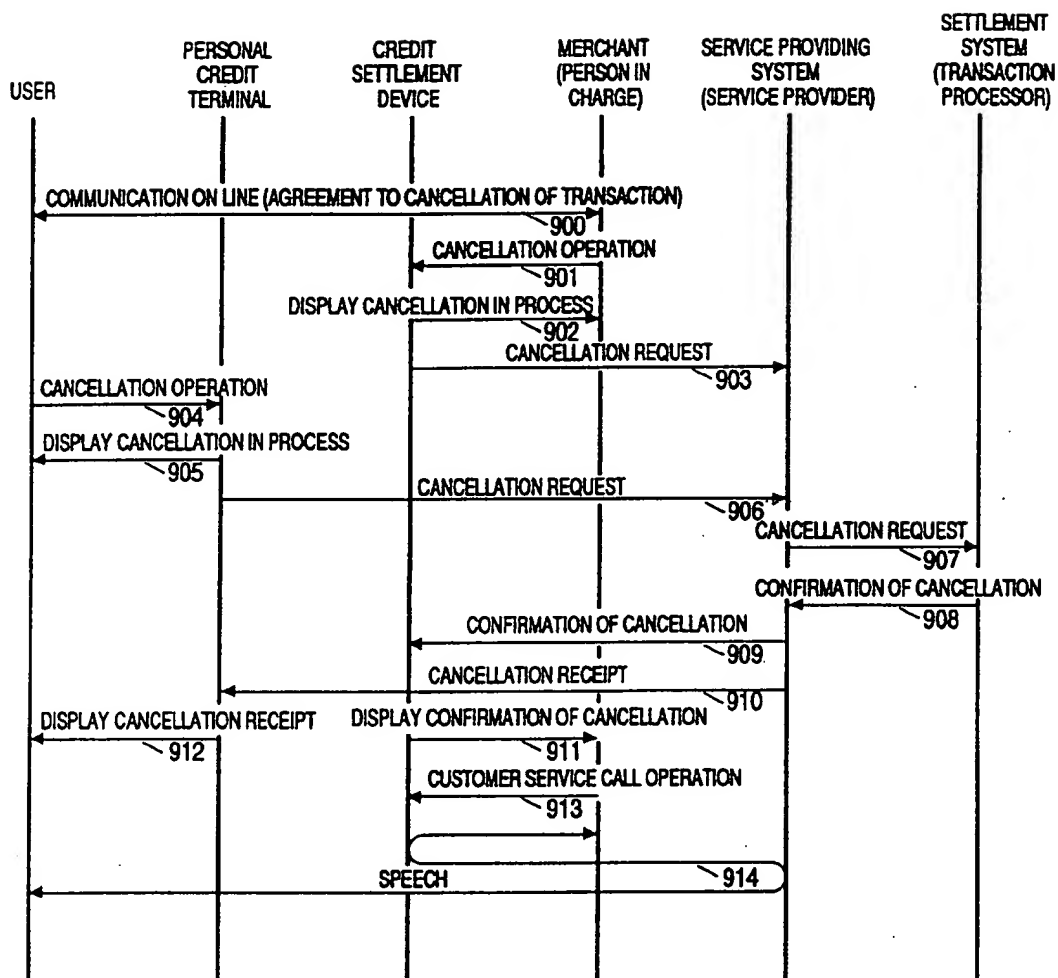 USER
PERSONAL
CREDIT
TERMINAL
CREDIT
SETTLEMENT
DEVICE
MERCHANT
(PERSON IN
CHARGE)
SERVICE PROVIDING
SYSTEM
(SERVICE PROVIDER)
SETTLEMENT
SYSTEM
(TRANSACTION
PROCESSOR)
COMMUNICATION ON LINE (AGREEMENT TO CANCELLATION OF TRANSACTION)
900
CANCELLATION OPERATION
901
DISPLAY CANCELLATION IN PROCESS
902
CANCELLATION REQUEST
903
CANCELLATION OPERATION
904
DISPLAY CANCELLATION IN PROCESS
905
CANCELLATION REQUEST
906
CANCELLATION REQUEST
907
CONFIRMATION OF CANCELLATION
908
CONFIRMATION OF CANCELLATION
909
CANCELLATION RECEIPT
910
DISPLAY CANCELLATION RECEIPT
912
DISPLAY CONFIRMATION OF CANCELLATION
911
CUSTOMER SERVICE CALL OPERATION
913
SPEECH
914